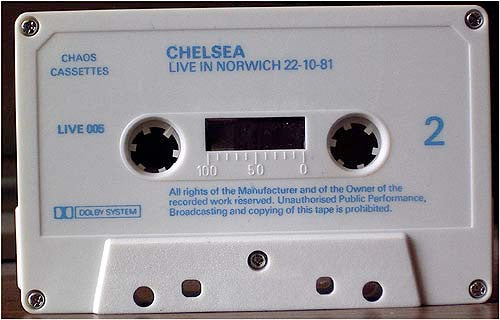 CHAOS
CASSETTES
CHELSEA
LIVE IN NORWICH 22-10-81
LIVE 005
2
100 50 0
All rights of the Manufacturer and of the Owner of the
recorded work reserved. Unauthorised Public Performance,
Broadcasting and copying of this tape is prohibited.
DOLBY SYSTEM